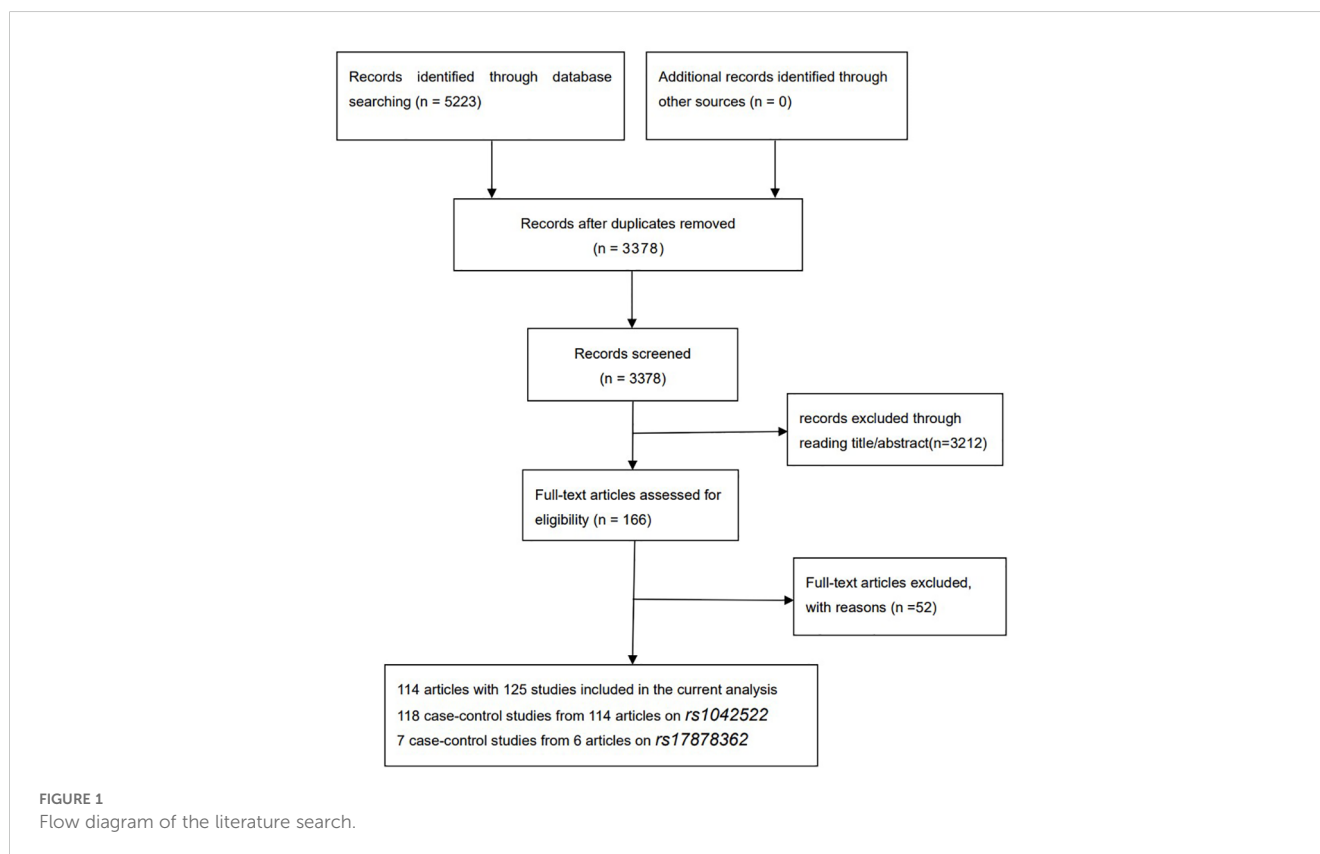 Records identified through database
searching (n = 5223)
Additional records identified through
other sources (n = 0)
Records after duplicates removed
(n = 3378)
Records screened
(n = 3378)
records excluded through
reading title/abstract(n=3212)
Full-text articles assessed for
eligibility (n = 166)
Full-text articles excluded,
with reasons (n =52)
114 articles with 125 studies included in the current analysis
118 case-control studies from 114 articles on rs1042522
7 case-control studies from 6 articles on rs17878362
FIGURE 1
Flow diagram of the literature search.